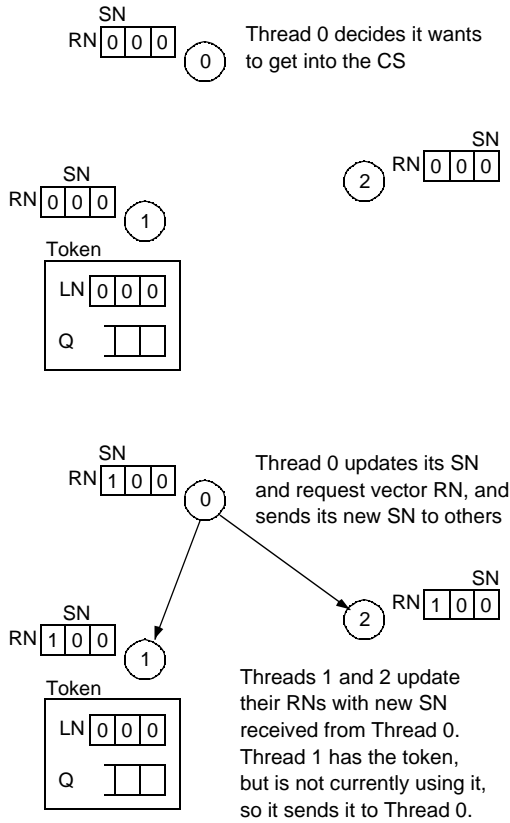 SN
RN 0 0 0
0
Thread 0 decides it wants
to get into the CS
SN
RN 0 0 0
2
SN
RN 0 0 0
1
Token
LN 0 0 0
Q
SN
RN 1 0 0
0
Thread 0 updates its SN
and request vector RN, and
sends its new SN to others
SN
RN 1 0 0
2
SN
RN 1 0 0
1
Token
LN 0 0 0
Q
Threads 1 and 2 update
their RNs with new SN
received from Thread 0.
Thread 1 has the token,
but is not currently using it,
so it sends it to Thread 0.